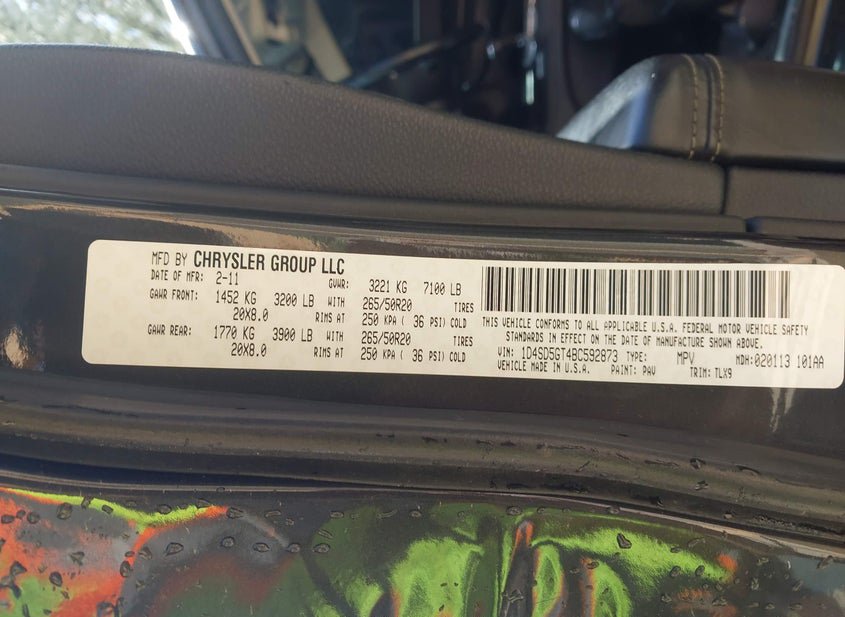 MFD BY CHRYSLER GROUP LLC
DATE OF MFR: 2-11 GVWR: 3221 KG 7100 LB
GAWR FRONT: 1452 KG 3200 LB WITH 265/50R20 TIRES
20X8.0 RIMS AT 250 KPA ( 36 PSI) COLD
GAWR REAR: 1770 KG 3900 LB WITH 265/50R20 TIRES
20X8.0 RIMS AT 250 KPA ( 36 PSI) COLD
THIS VEHICLE CONFORMS TO ALL APPLICABLE U.S.A. FEDERAL MOTOR VEHICLE SAFETY
STANDARDS IN EFFECT ON THE DATE OF MANUFACTURE SHOWN ABOVE.
VIN: 1D4SD5GT4BC592873 TYPE: MPV MDH:020113 101AA
VEHICLE MADE IN U.S.A. PAINT: PAV TRIM: TLX9